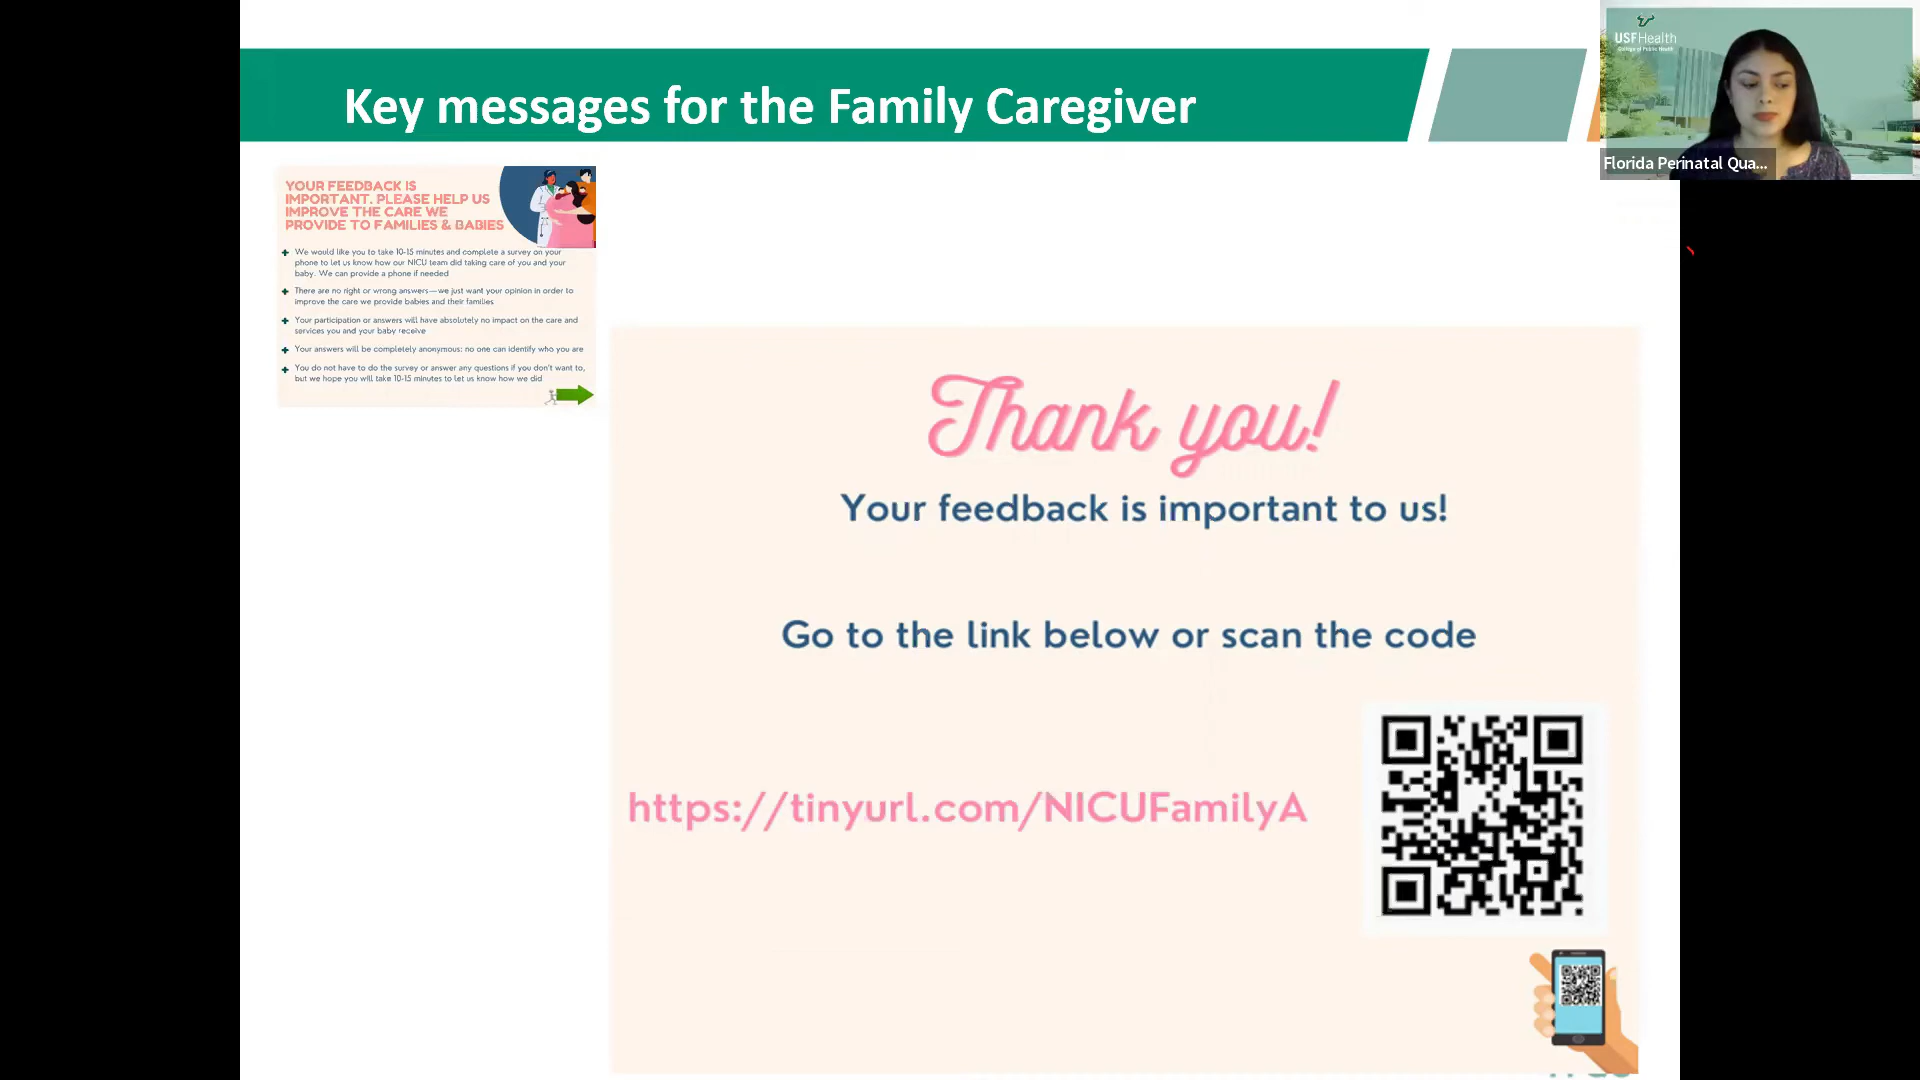 Key messages for the Family Caregiver
USFHealth
College of Public Health
Florida Perinatal Qua...
YOUR FEEDBACK IS
IMPORTANT. PLEASE HELP US
IMPROVE THE CARE WE
PROVIDE TO FAMILIES & BABIES
We would like you to take 10-15 minutes and complete a survey on your
phone to let us know how our NICU team did taking care of you and your
baby. We can provide a phone if needed
There are no right or wrong answers—we just want your opinion in order to
improve the care we provide babies and their families
Your participation or answers will have absolutely no impact on the care and
services you and your baby receive
Your answers will be completely anonymous: no one can identify who you are
You do not have to do the survey or answer any questions if you don't want to,
but we hope you will take 10-15 minutes to let us know how we did
Thank you!
Your feedback is important to us!
Go to the link below or scan the code
https://tinyurl.com/NICUFamilyA